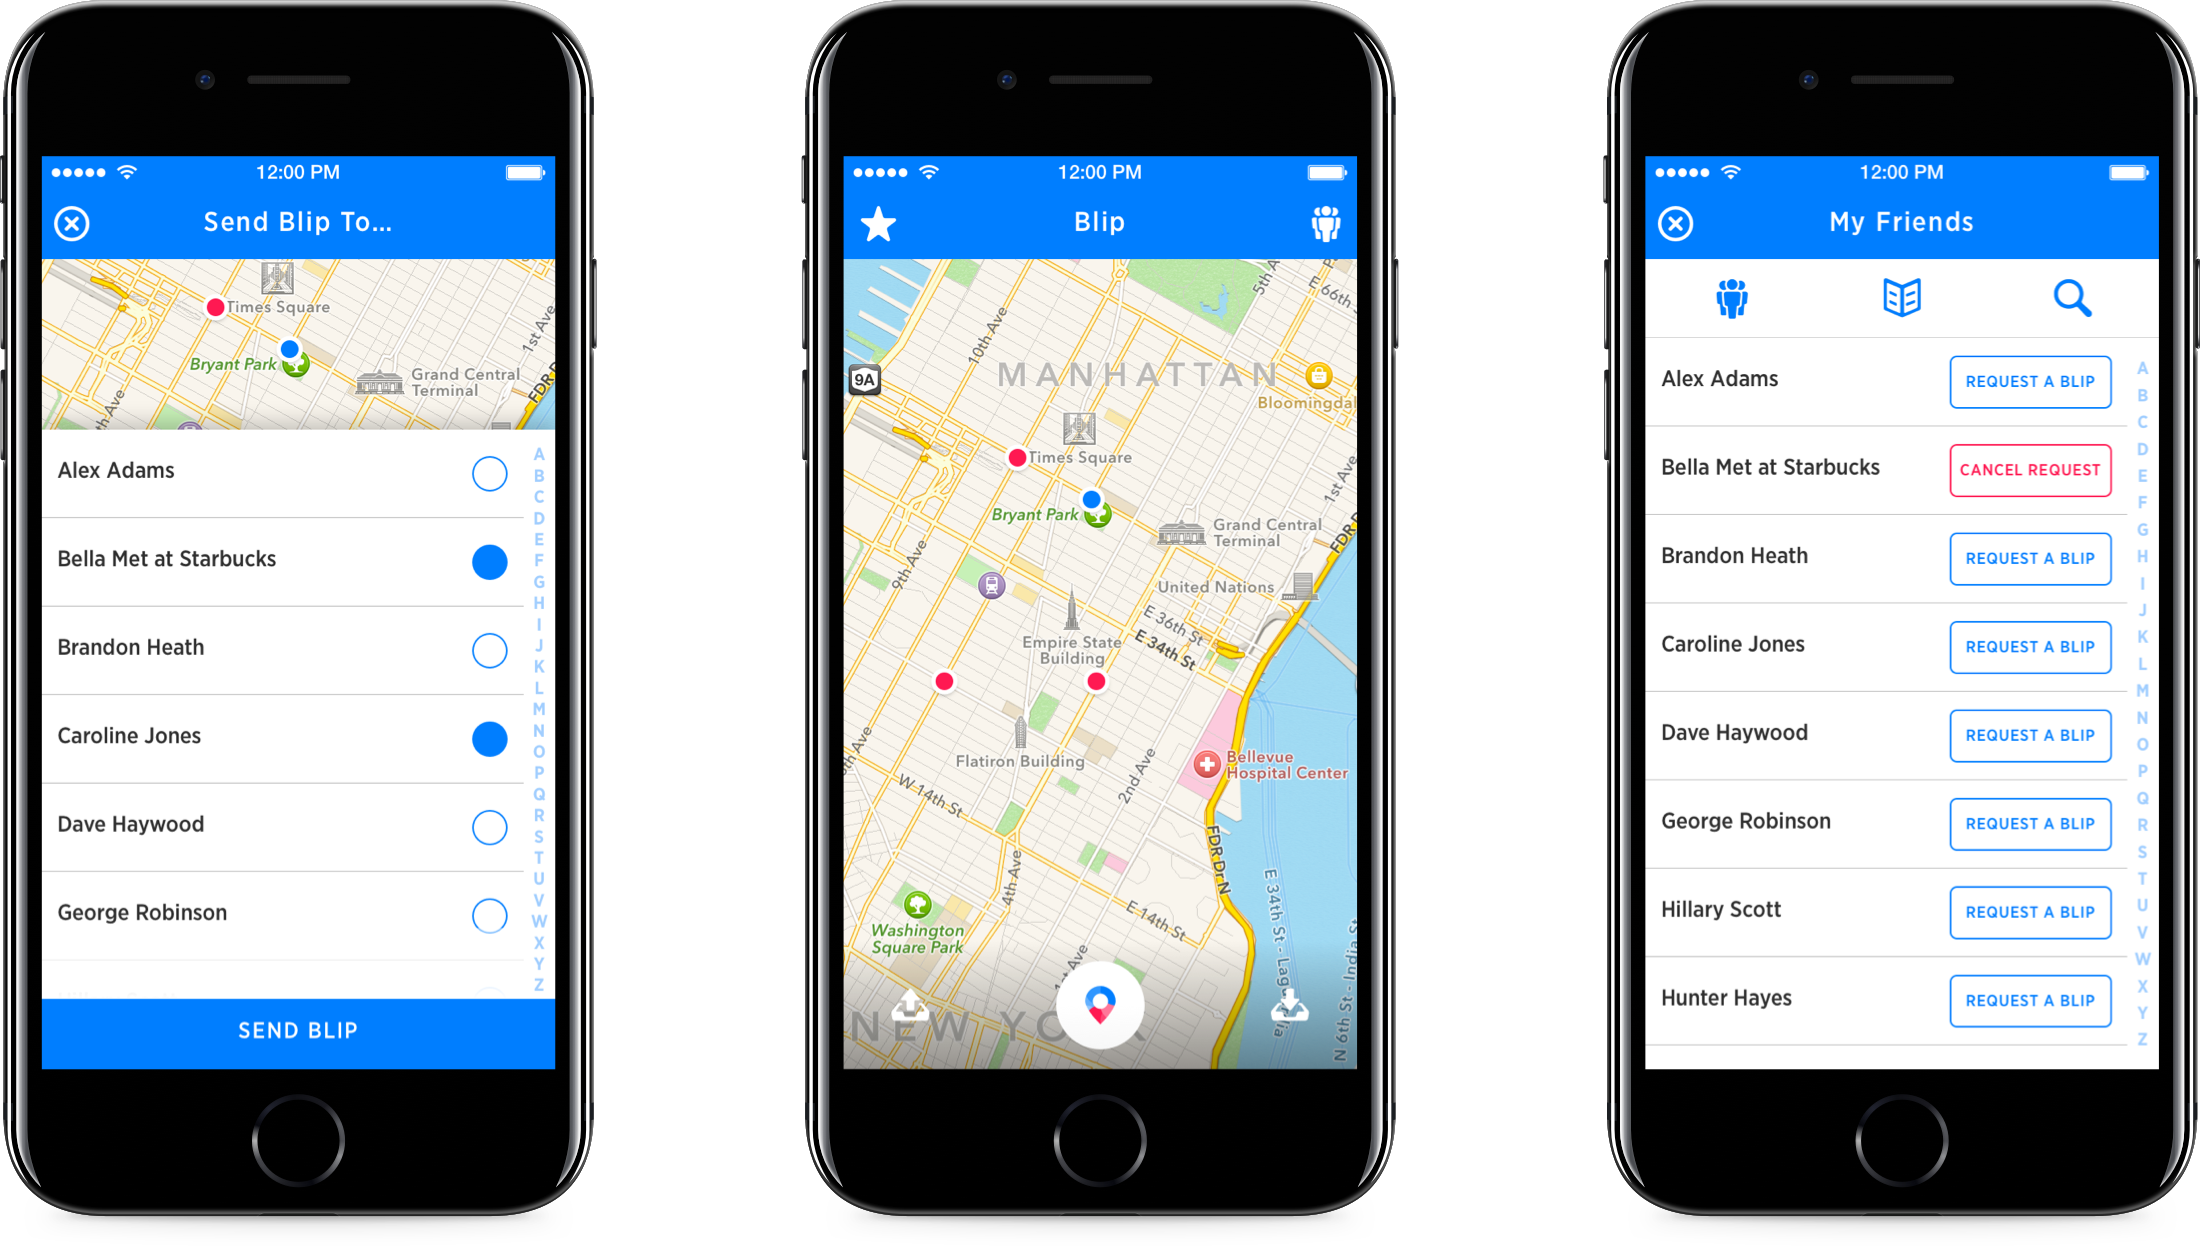 12:00 PM
Send Blip To...
Times Square
Bryant Park
Grand Central
Terminal
1st Ave
FDR D
th Ave
Alex Adams
Bella Met at Starbucks
Brandon Heath
Caroline Jones
Dave Haywood
George Robinson
A
B
C
D
E
F
G
H
I
J
K
L
M
N
O
P
Q
R
S
T
U
V
W
X
Y
Z
SEND BLIP
12:00 PM
Blip
5th A
E 66th
10th Ave
MANHATTAN
9A
Bloomingdal
Times Square
1st Ave
Bryant Park
Grand Central
Terminal
FDR D
9th Ave
United Nations
E 36th St
E 34th St
Empire State
Building
Flatiron Building
Bellevue
Hospital Center
8th Ave
2nd Ave
W 14th St
FDR Dr N
4th Ave
E 14th St
Washington
Square Park
1st Ave
E 34th St - Lag
dia
N 6th St - India St
NEW YO K
12:00 PM
My Friends
Alex Adams
REQUEST A BLIP
Bella Met at Starbucks
CANCEL REQUEST
Brandon Heath
REQUEST A BLIP
Caroline Jones
REQUEST A BLIP
Dave Haywood
REQUEST A BLIP
George Robinson
REQUEST A BLIP
Hillary Scott
REQUEST A BLIP
Hunter Hayes
REQUEST A BLIP
A
B
C
D
E
F
G
H
I
J
K
L
M
N
O
P
Q
R
S
T
U
V
W
X
Y
Z